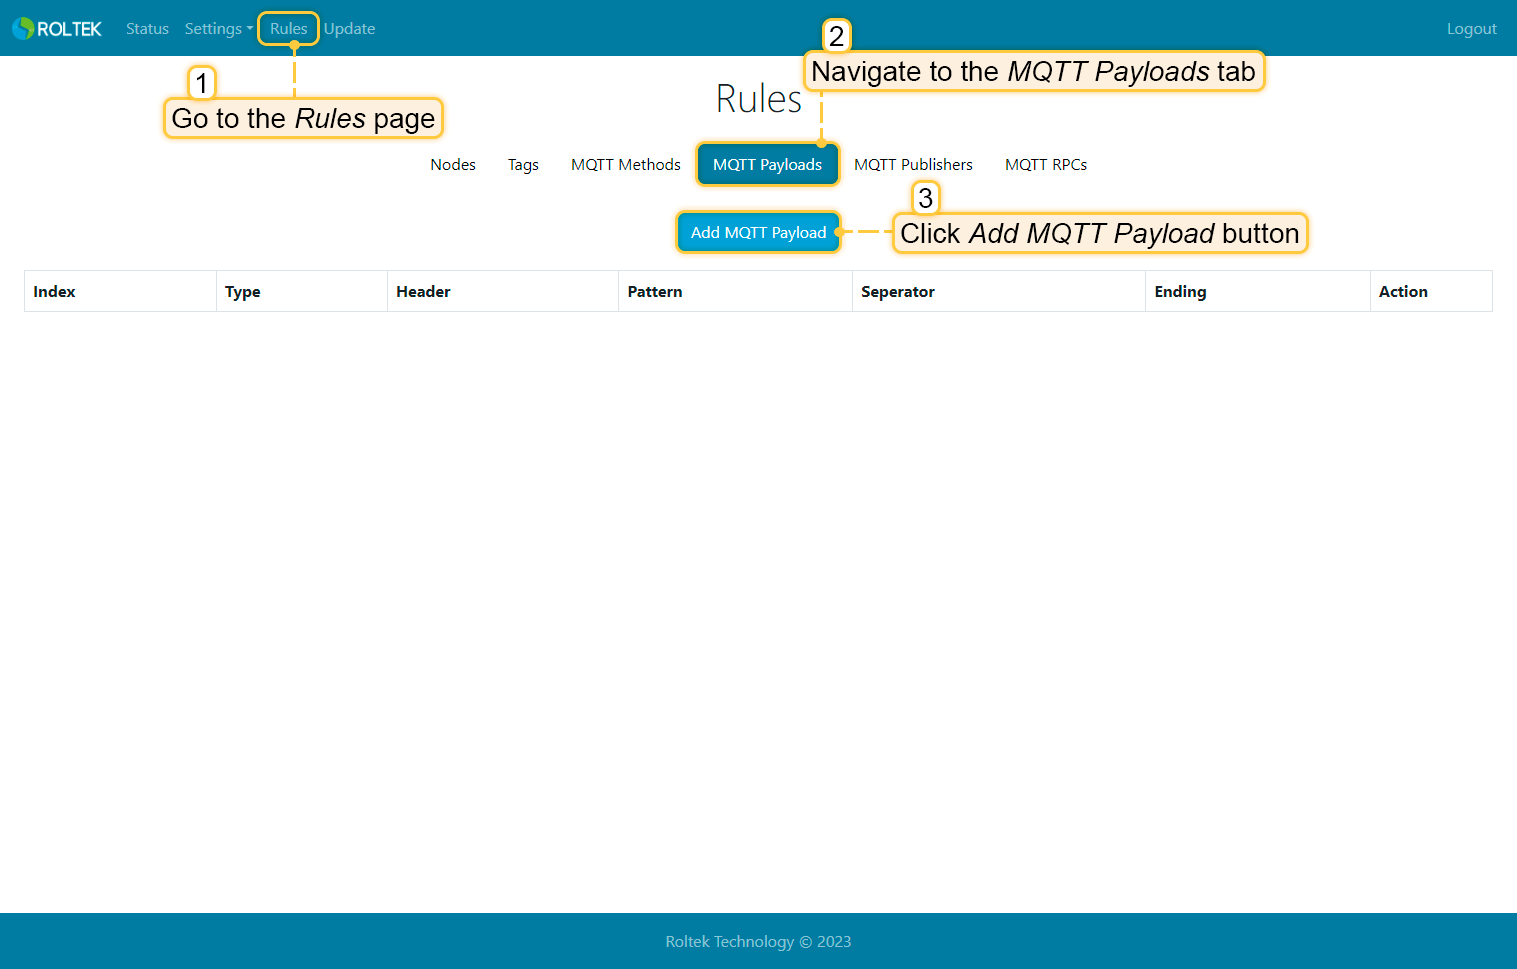 ROLTEK Status Settings Rules Update Logout
1
Go to the Rules page
2
Navigate to the MQTT Payloads tab
Rules
Nodes Tags MQTT Methods MQTT Payloads MQTT Publishers MQTT RPCs
3
Add MQTT Payload Click Add MQTT Payload button
Index Type Header Pattern Seperator Ending Action
Roltek Technology © 2023